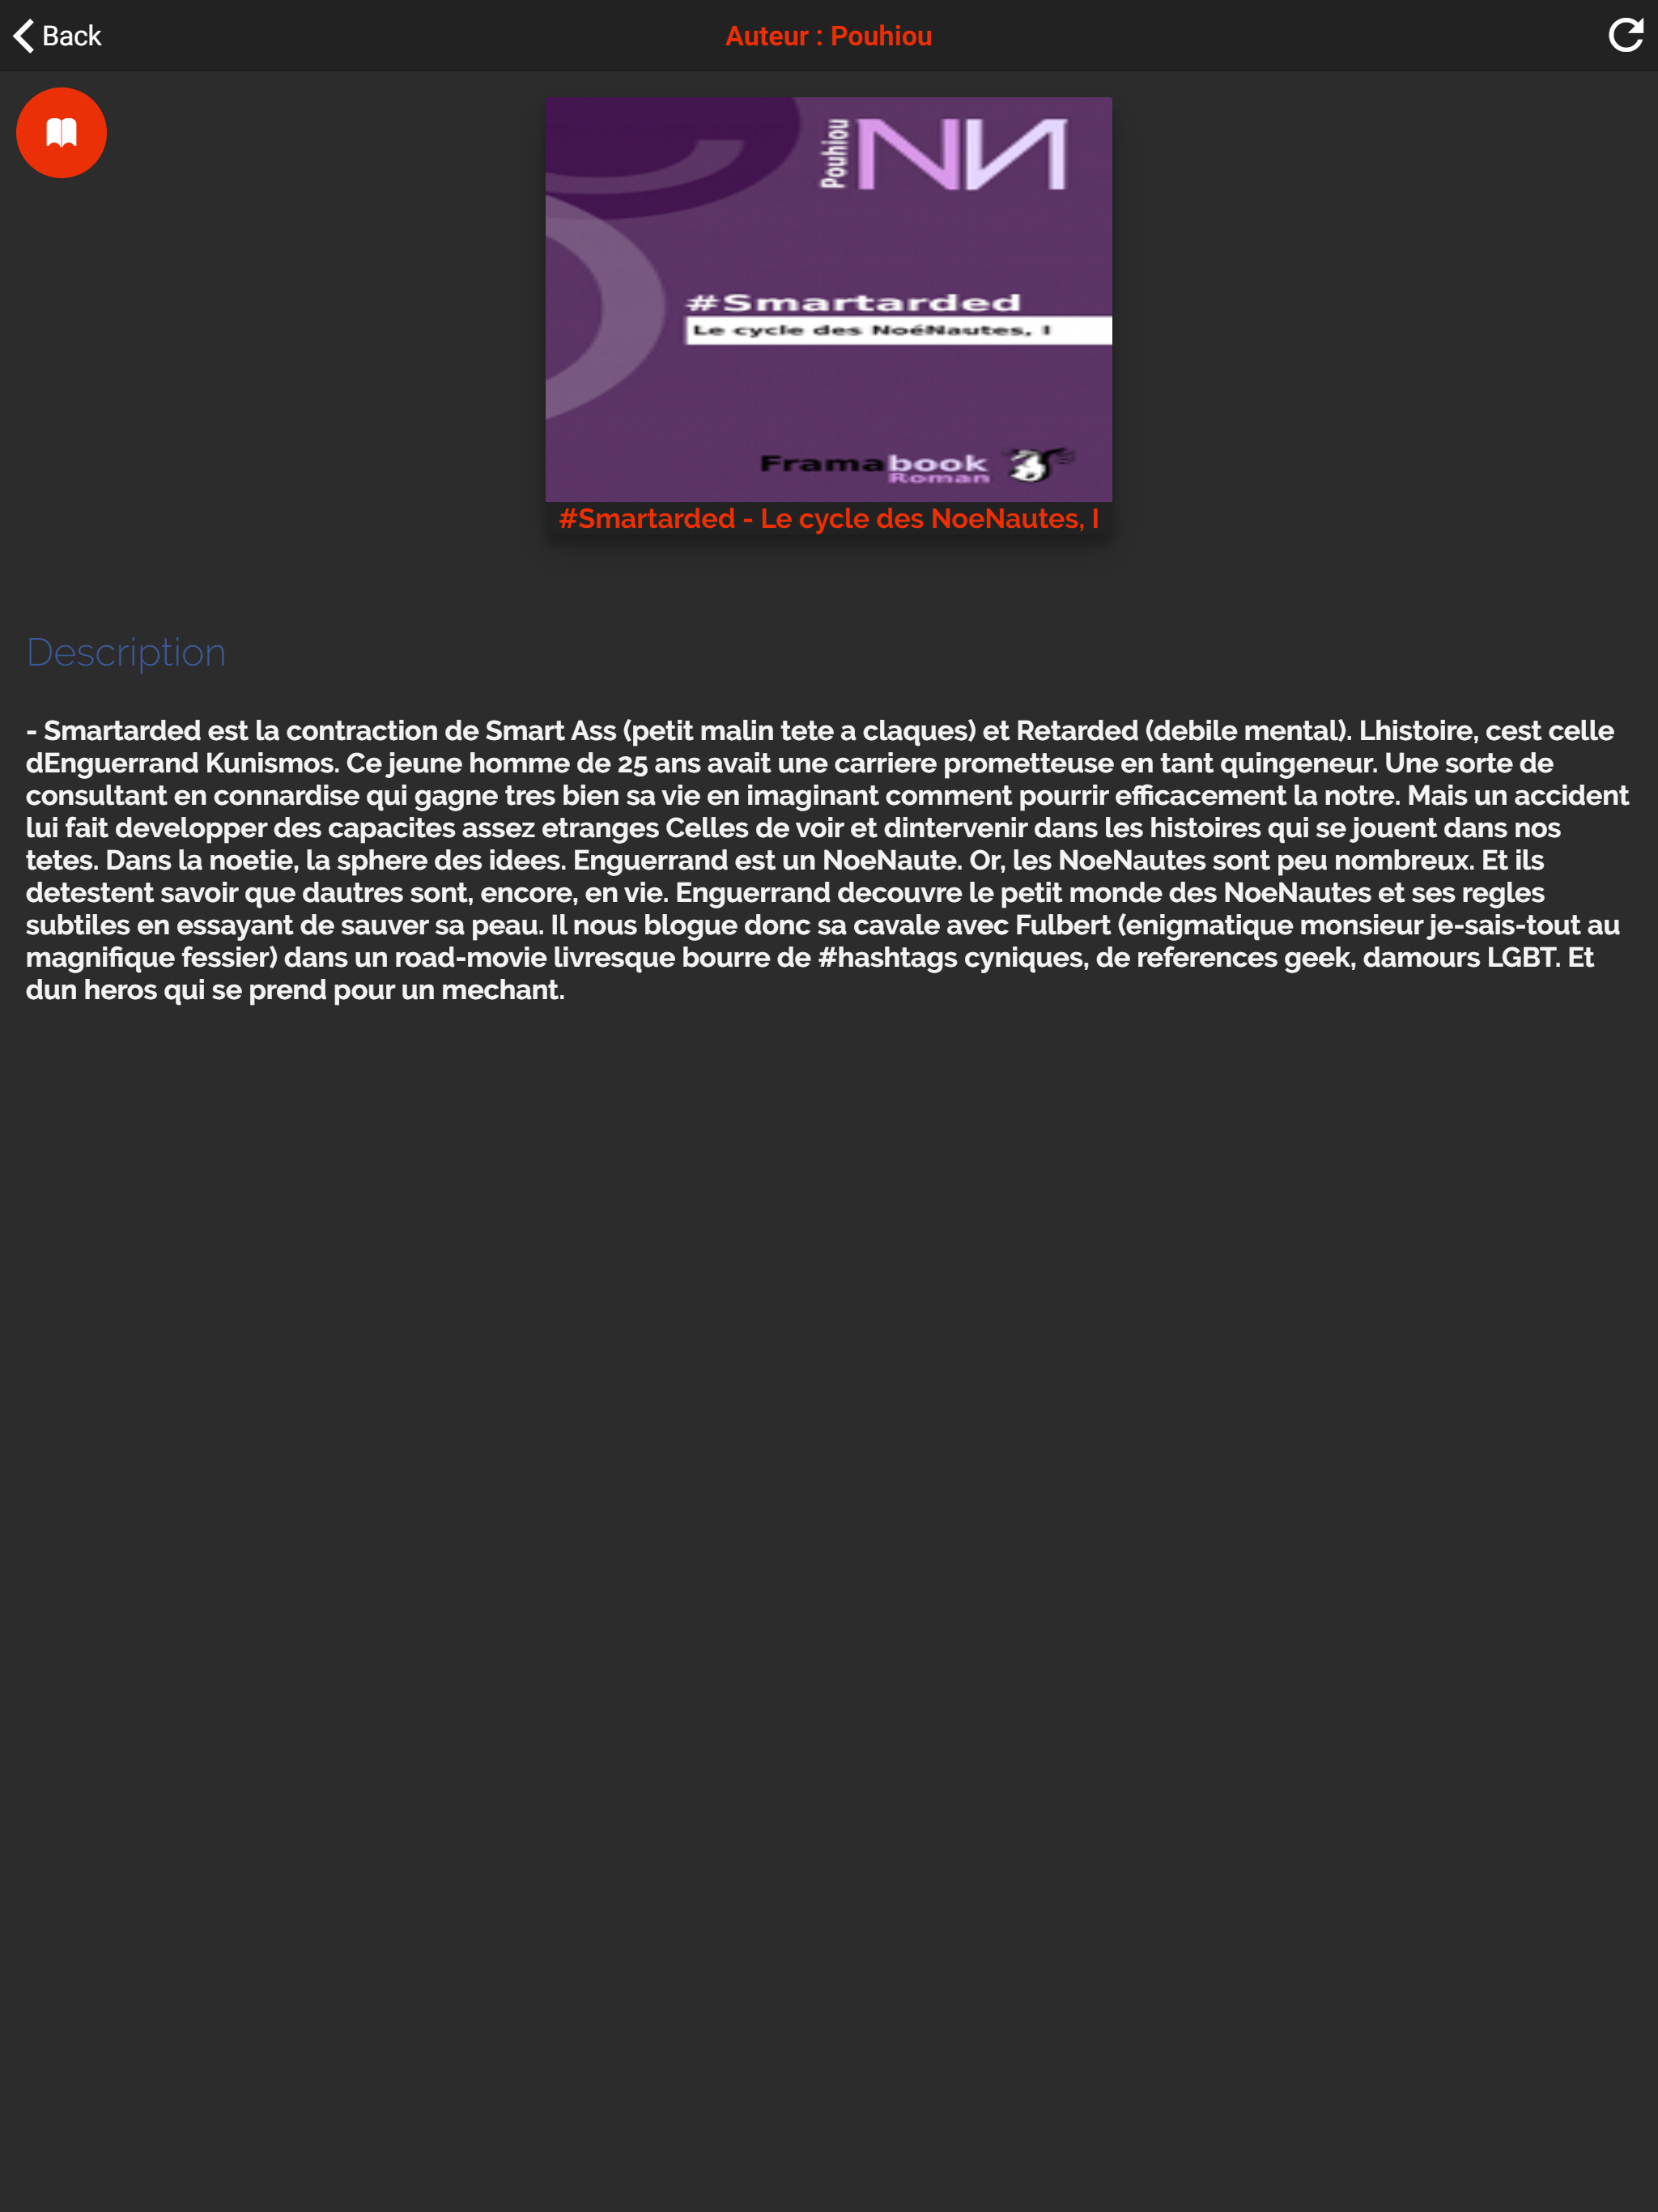 Back
Auteur : Pouhiou
Pouhiou
NN
#Smartarded
Le cycle des NoéNautes, I
Framabook
Roman
#Smartarded - Le cycle des NoeNautes, I
Description
- Smartarded est la contraction de Smart Ass (petit malin tete a claques) et Retarded (debile mental). Lhistoire, cest celle
dEnguerrand Kunismos. Ce jeune homme de 25 ans avait une carriere prometteuse en tant quingeneur. Une sorte de
consultant en connardise qui gagne tres bien sa vie en imaginant comment pourrir efficacement la notre. Mais un accident
lui fait developper des capacites assez etranges Celles de voir et dintervenir dans les histoires qui se jouent dans nos
tetes. Dans la noetie, la sphere des idees. Enguerrand est un NoeNaute. Or, les NoeNautes sont peu nombreux. Et ils
detestent savoir que dautres sont, encore, en vie. Enguerrand decouvre le petit monde des NoeNautes et ses regles
subtiles en essayant de sauver sa peau. Il nous blogue donc sa cavale avec Fulbert (enigmatique monsieur je-sais-tout au
magnifique fessier) dans un road-movie livresque bourre de #hashtags cyniques, de references geek, damours LGBT. Et
dun heros qui se prend pour un mechant.